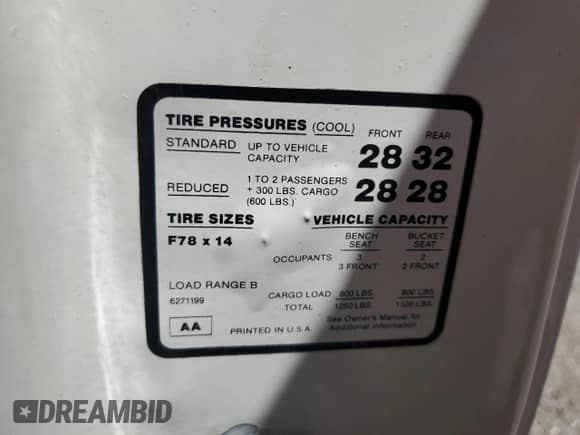 TIRE PRESSURES (COOL) FRONT REAR
STANDARD UP TO VEHICLE CAPACITY 28 32
REDUCED 1 TO 2 PASSENGERS + 300 LBS. CARGO (600 LBS.) 28 28
TIRE SIZES VEHICLE CAPACITY
F78 x 14 BENCH SEAT BUCKET SEAT
OCCUPANTS 3 2
3 FRONT 2 FRONT
LOAD RANGE B
6271199
CARGO LOAD 800 LBS. 800 LBS.
TOTAL 1250 LBS. 1100 LBS.
AA PRINTED IN U.S.A.
See Owner's Manual for
Additional Information
DREAMBID